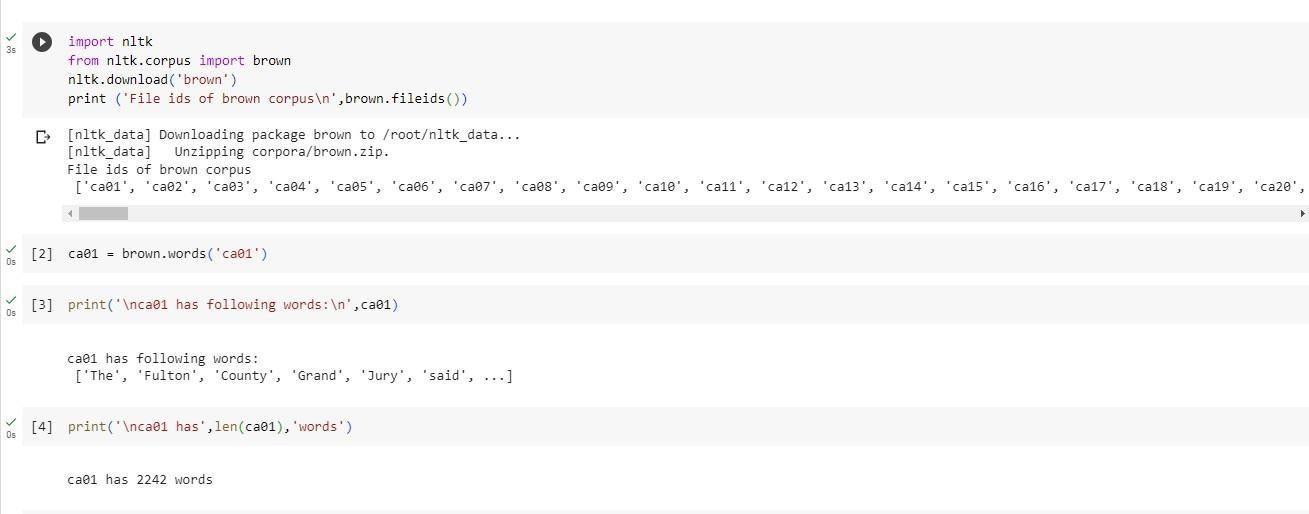 3s
import nltk
from nltk.corpus import brown
nltk.download('brown')
print ('File ids of brown corpus\n',brown.fileids())
[nltk_data] Downloading package brown to /root/nltk_data...
[nltk_data]   Unzipping corpora/brown.zip.
File ids of brown corpus
['ca01', 'ca02', 'ca03', 'ca04', 'ca05', 'ca06', 'ca07', 'ca08', 'ca09', 'ca10', 'ca11', 'ca12', 'ca13', 'ca14', 'ca15', 'ca16', 'ca17', 'ca18', 'ca19', 'ca20',
[2] ca01 = brown.words('ca01')
0s
[3] print('\nca01 has following words:\n',ca01)
0s
ca01 has following words:
['The', 'Fulton', 'County', 'Grand', 'Jury', 'said', ...]
[4] print('\nca01 has',len(ca01),'words')
0s
ca01 has 2242 words